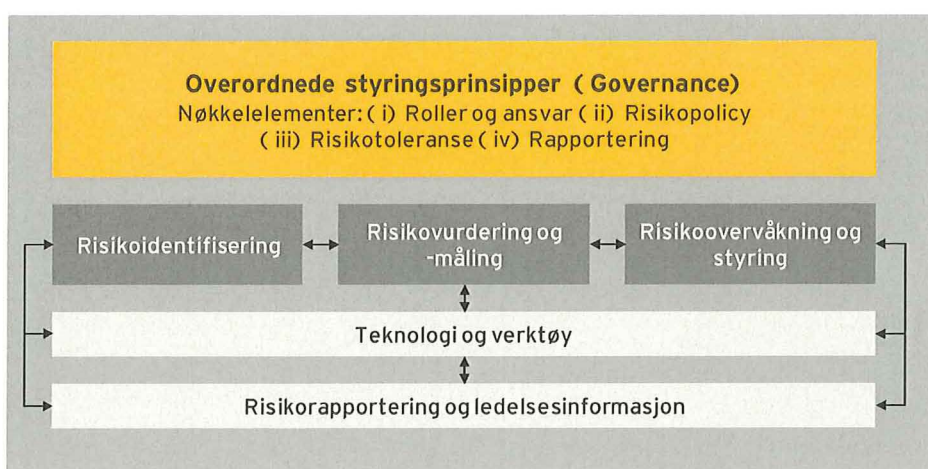 Overordnede styringsprinsipper ( Governance)
Nøkkelelementer: ( i) Roller og ansvar ( ii) Risikopolicy
( iii) Risikotoleranse ( iv) Rapportering
Risikoidentifisering
Risikovurdering og
-måling
Risikoovervåkning og
styring
Teknologi og verktøy
Risikorapportering og ledelsesinformasjon